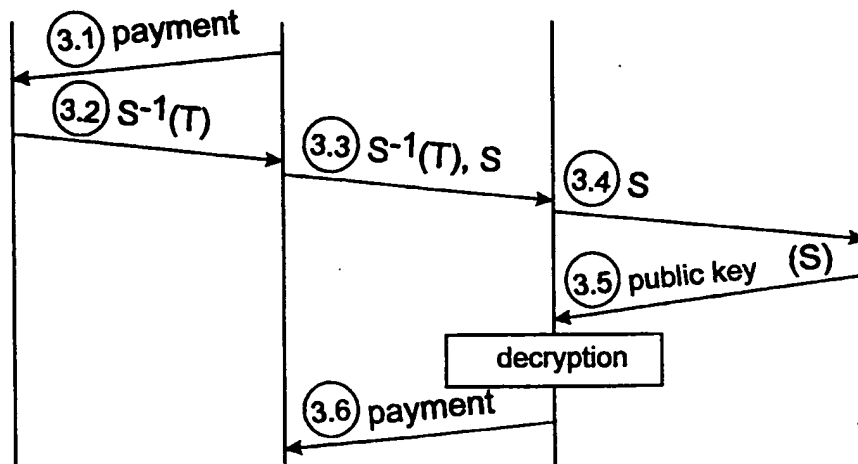 3.1 payment
3.2 S⁻¹(T)
3.3 S⁻¹(T), S
3.4 S
3.5 public key (S)
decryption
3.6 payment